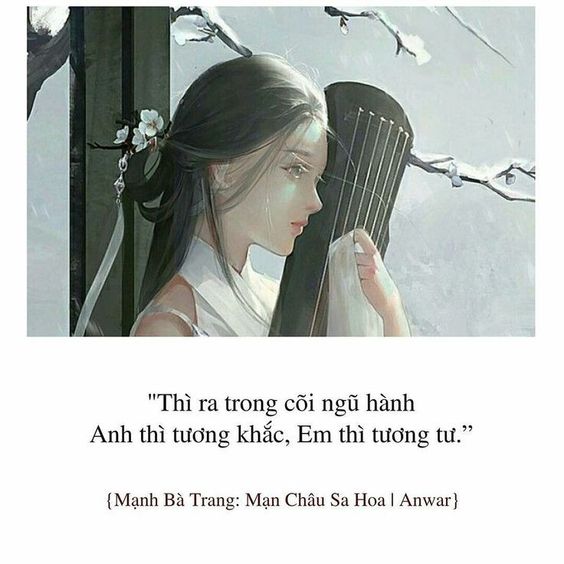 "Thì ra trong cõi ngũ hành
Anh thì tương khắc, Em thì tương tư.”
{Mạnh Bà Trang: Mạn Châu Sa Hoa | Anwar}